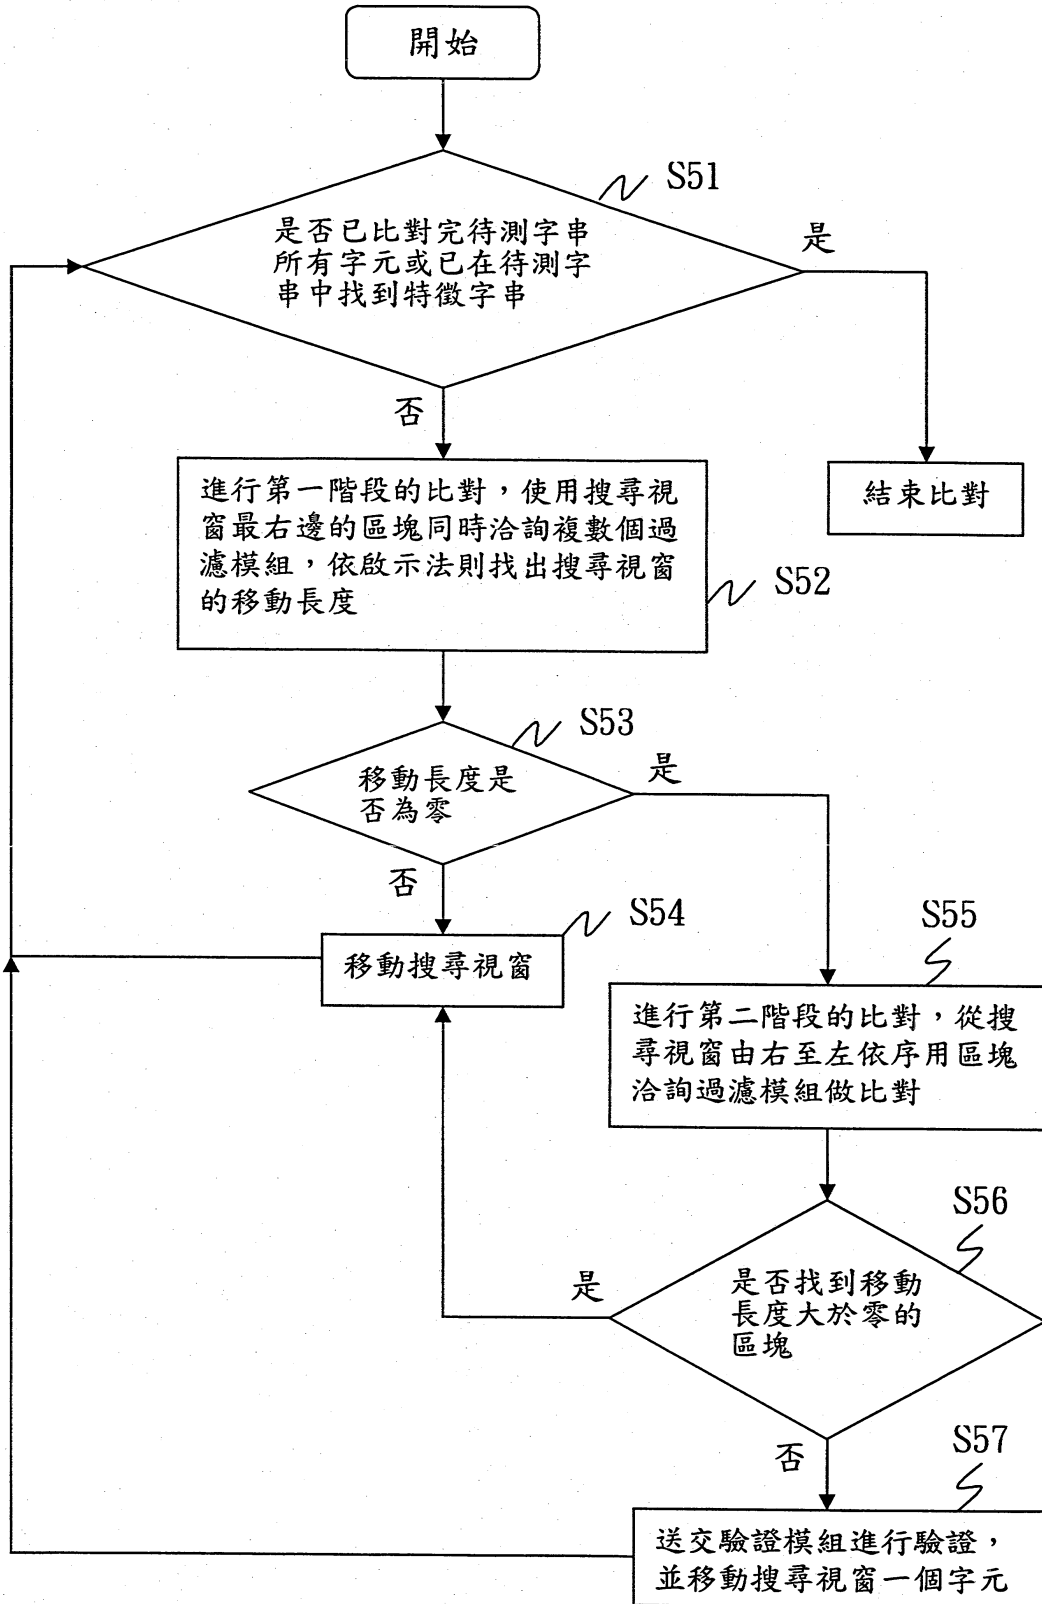 開始
S51
是否已比對完待測字串
所有字元或已在待測字
串中找到特徵字串
是
否
進行第一階段的比對，使用搜尋視
窗最右邊的區塊同時洽詢複數個過
濾模組，依啟示法則找出搜尋視窗
的移動長度
結束比對
S52
S53
移動長度是
否為零
是
否
S54
移動搜尋視窗
S55
進行第二階段的比對，從搜
尋視窗由右至左依序用區塊
洽詢過濾模組做比對
S56
是否找到移動
長度大於零的
區塊
是
否
S57
送交驗證模組進行驗證，
並移動搜尋視窗一個字元